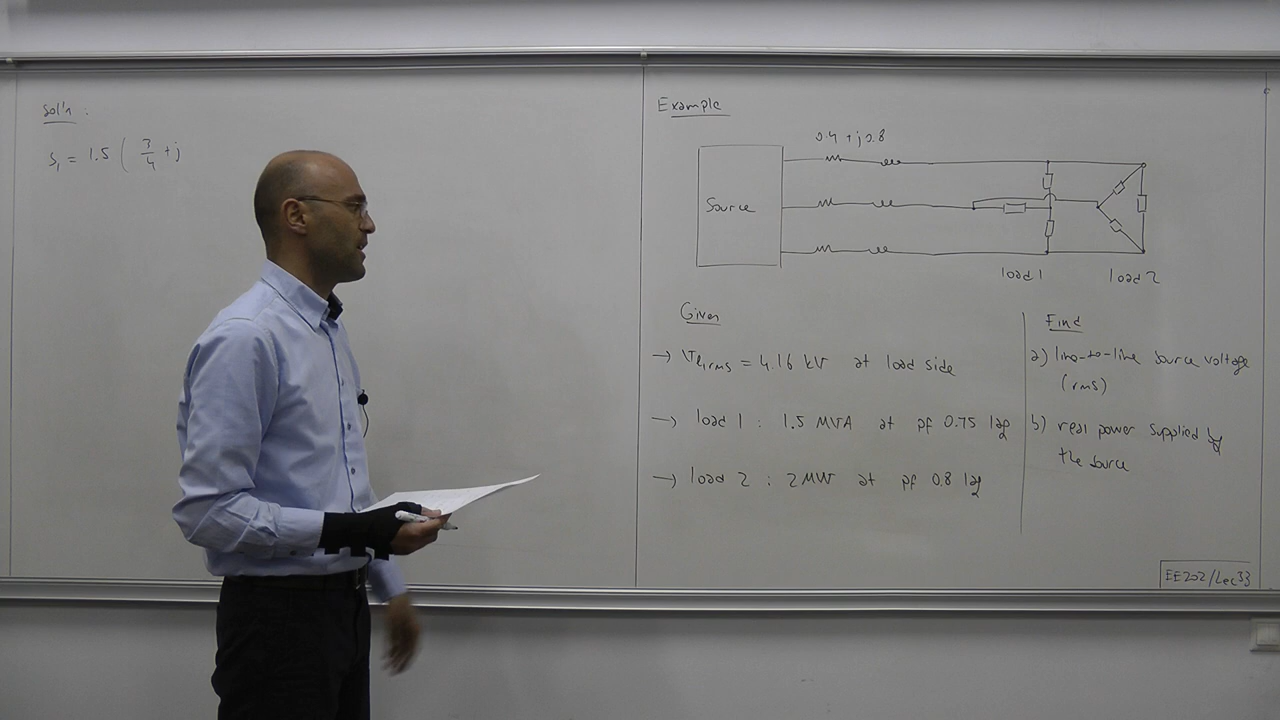 Sol'n :
S₁ = 1.5 ( 3/4 + j
Example
0.4 + j0.8
Source
load 1
load 2
Given
→ Vl,rms = 4.16 kV at load side
→ load 1 : 1.5 MVA at pf 0.75 lag
→ load 2 : 2 MW at pf 0.8 lag
Find
a) line-to-line source voltage
(rms)
b) real power supplied by
the source
EE202/Lec33